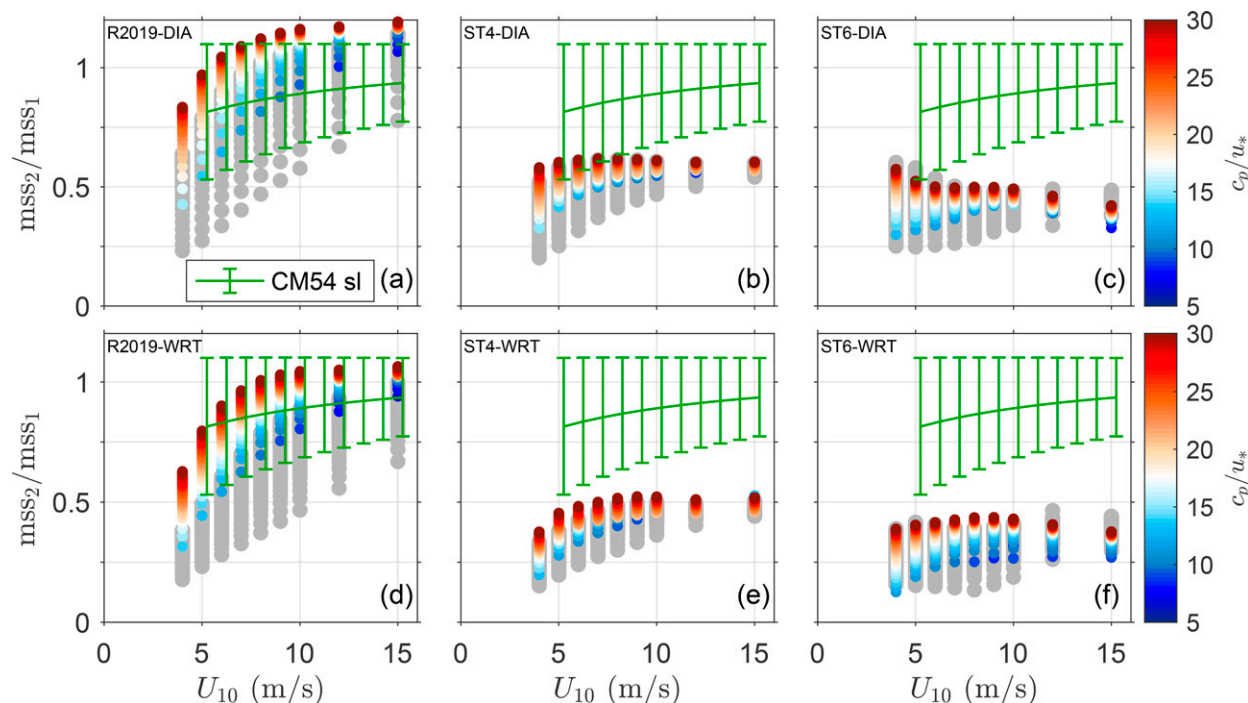 R2019-DIA
ST4-DIA
ST6-DIA
mss₂/mss₁
1
0.5
0
CM54 sl
(a)
(b)
(c)
30
25
20
15
10
5
cₚ/u*
R2019-WRT
ST4-WRT
ST6-WRT
mss₂/mss₁
1
0.5
0
(d)
(e)
(f)
30
25
20
15
10
5
cₚ/u*
0 5 10 15
0 5 10 15
0 5 10 15
U₁₀ (m/s)
U₁₀ (m/s)
U₁₀ (m/s)